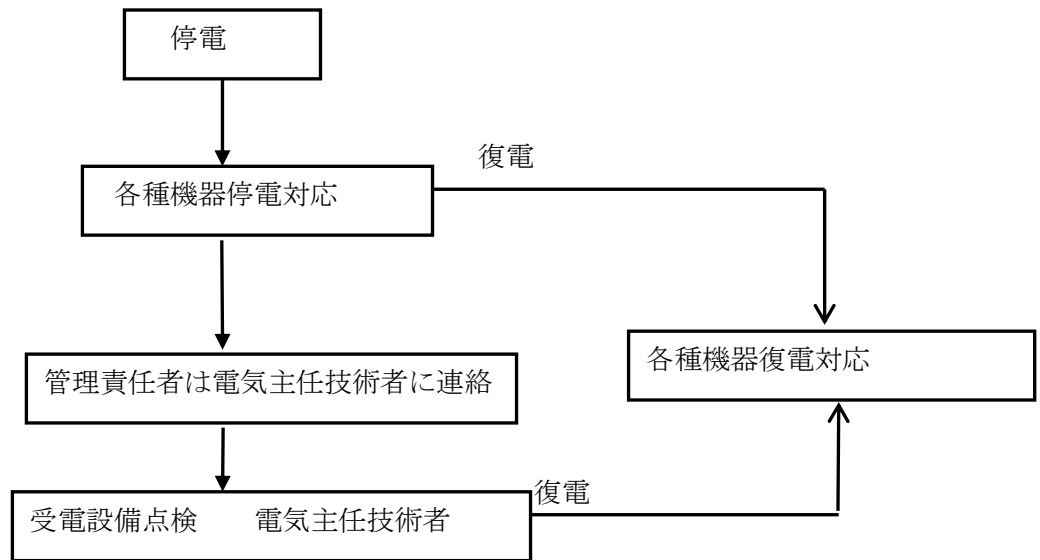 停電
復電
各種機器停電対応
各種機器復電対応
管理責任者は電気主任技術者に連絡
復電
受電設備点検　　電気主任技術者